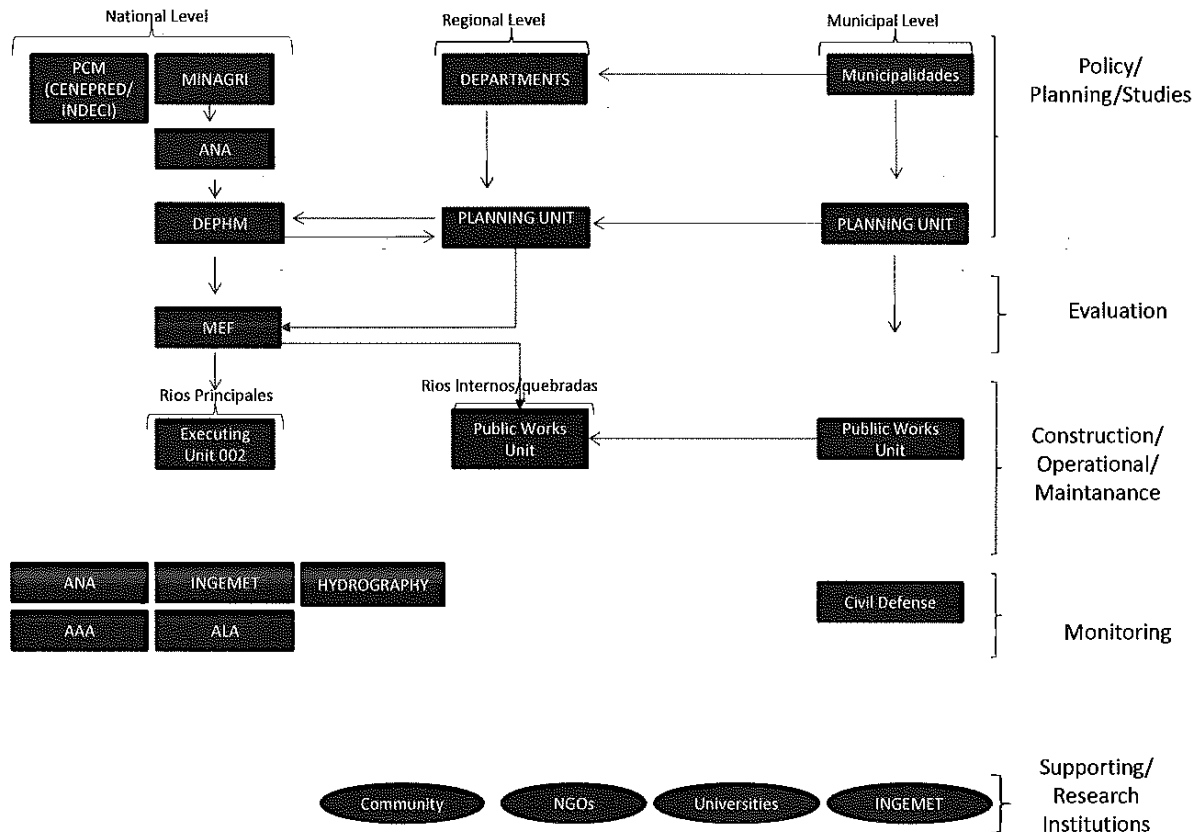 National Level
Regional Level
Municipal Level
PCM
(CENEPRED/
INDECI)
MINAGRI
DEPARTMENTS
Municipalidades
Policy/
Planning/Studies
ANA
DEPHM
PLANNING UNIT
PLANNING UNIT
MEF
Evaluation
Rios Principales
Rios Internos/quebradas
Executing
Unit 002
Public Works
Unit
Public Works
Unit
Construction/
Operational/
Maintanance
ANA
INGEMET
HYDROGRAPHY
Civil Defense
AAA
ALA
Monitoring
Community
NGOs
Universities
INGEMET
Supporting/
Research
Institutions